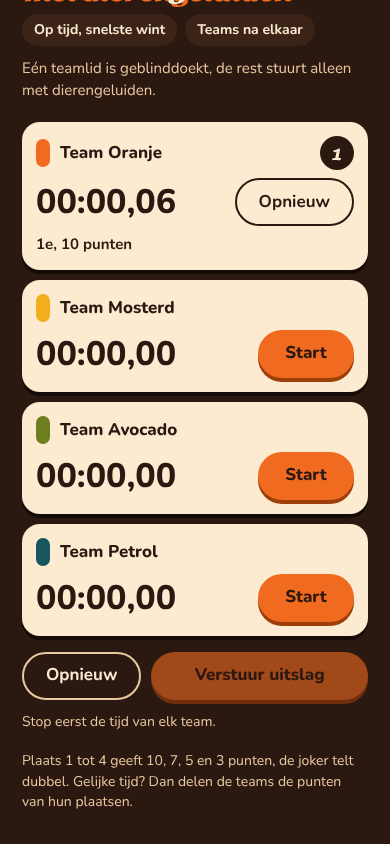 Op tijd, snelste wint
Teams na elkaar
Eén teamlid is geblinddoekt, de rest stuurt alleen
met dierengeluiden.
Team Oranje
1
00:00,06
Opnieuw
1e, 10 punten
Team Mosterd
00:00,00
Start
Team Avocado
00:00,00
Start
Team Petrol
00:00,00
Start
Opnieuw
Verstuur uitslag
Stop eerst de tijd van elk team.
Plaats 1 tot 4 geeft 10, 7, 5 en 3 punten, de joker telt
dubbel. Gelijke tijd? Dan delen de teams de punten
van hun plaatsen.